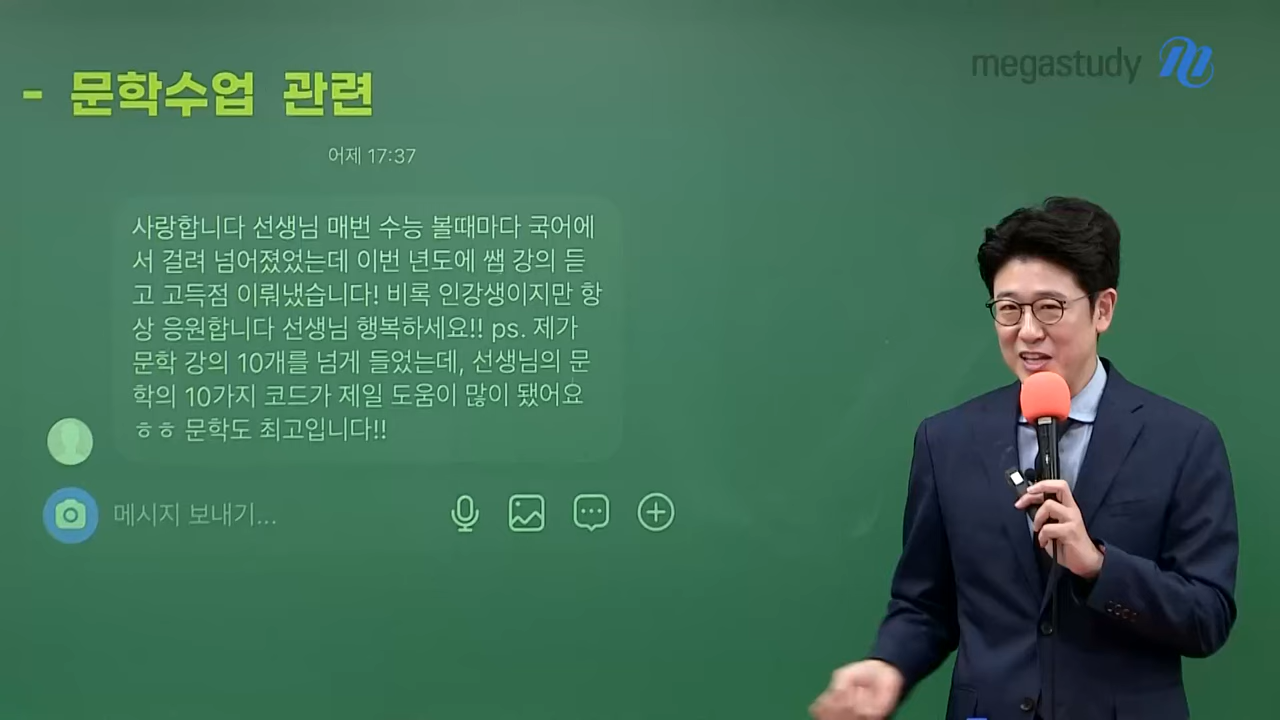 megastudy
- 문학수업 관련
어제 17:37
사랑합니다 선생님 매번 수능 볼때마다 국어에
서 걸려 넘어졌었는데 이번 년도에 쌤 강의 듣
고 고득점 이뤄냈습니다! 비록 인강생이지만 항
상 응원합니다 선생님 행복하세요!! ps. 제가
문학 강의 10개를 넘게 들었는데, 선생님의 문
학의 10가지 코드가 제일 도움이 많이 됐어요
ㅎㅎ 문학도 최고입니다!!
메시지 보내기...